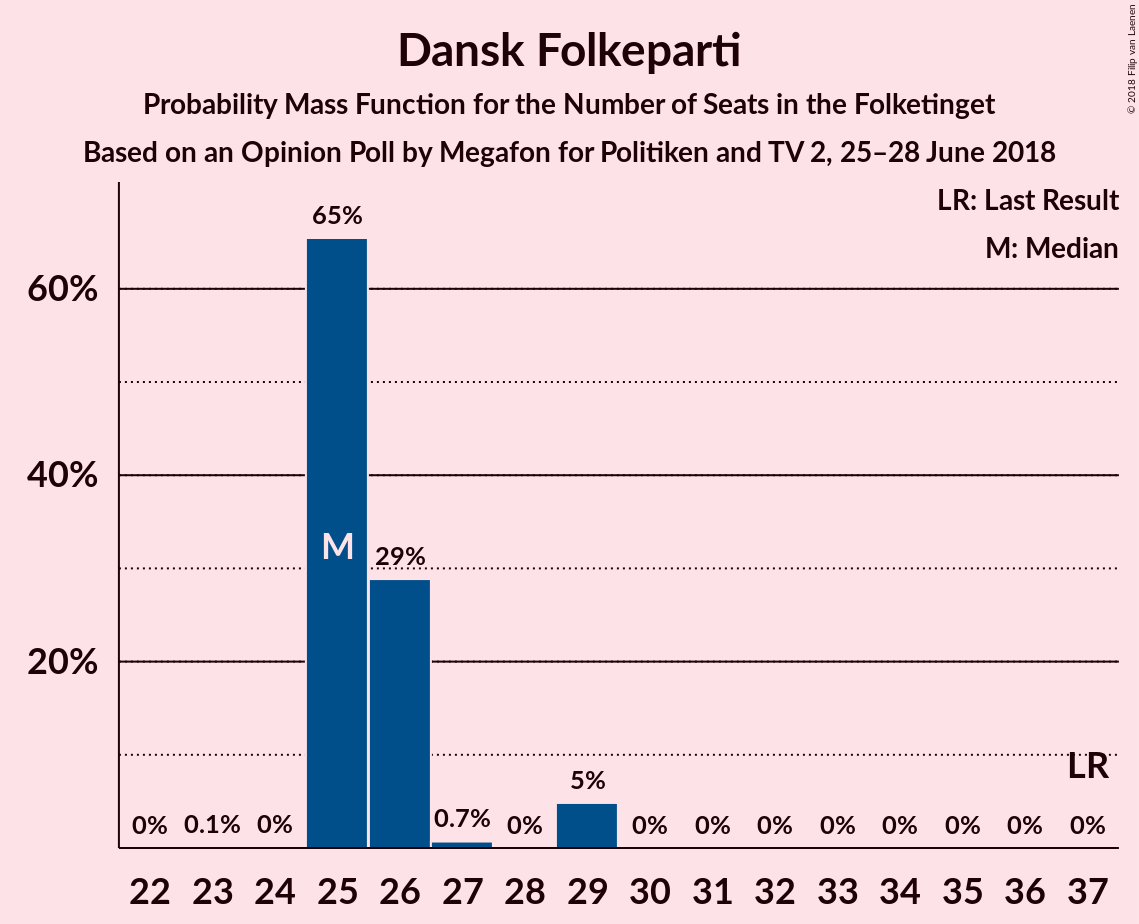 Dansk Folkeparti
Probability Mass Function for the Number of Seats in the Folketinget
Based on an Opinion Poll by Megafon for Politiken and TV 2, 25–28 June 2018
© 2018 Filip van Laenen
LR: Last Result
M: Median
65%
60%
40%
M
29%
20%
LR
5%
0% 0.1% 0% 0.7% 0% 0% 0% 0% 0% 0% 0% 0% 0%
22 23 24 25 26 27 28 29 30 31 32 33 34 35 36 37